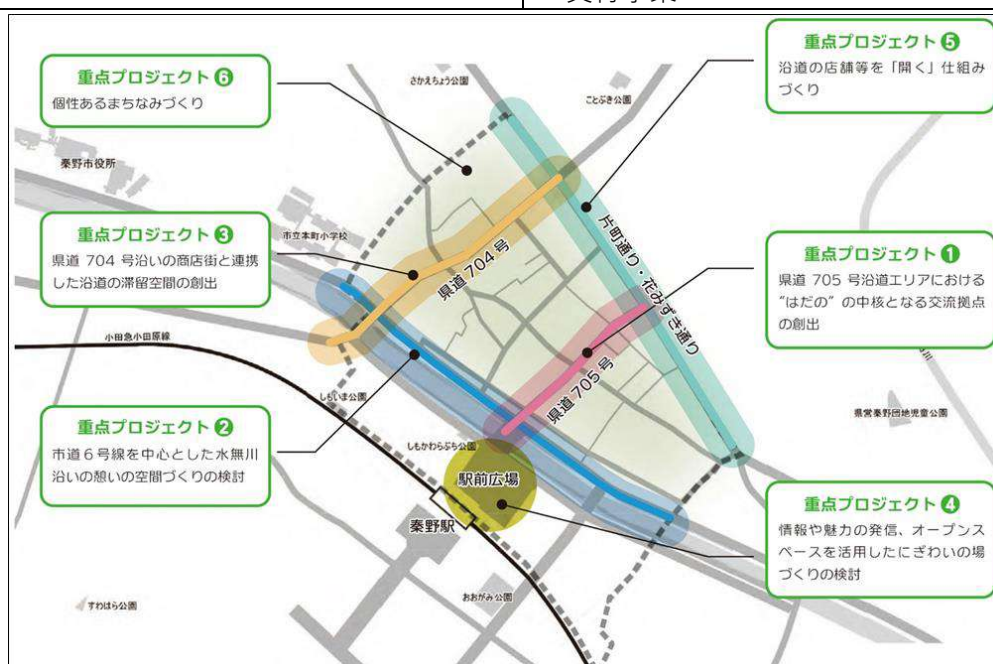 重点プロジェクト❻
個性あるまちなみづくり
重点プロジェクト❺
沿道の店舗等を「開く」仕組み
づくり
さかえちょう公園
ことぶき公園
秦野市役所
市立本町小学校
重点プロジェクト❸
県道 704 号沿いの商店街と連携
した沿道の滞留空間の創出
県道 704 号
片町通り・花みずき通り
重点プロジェクト❶
県道 705 号沿道エリアにおける
“はだの”の中核となる交流拠点
の創出
小田急小田原線
県道 705 号
しもいま公園
県営秦野団地児童公園
重点プロジェクト❷
市道6号線を中心とした水無川
沿いの憩いの空間づくりの検討
しもかわらぶち公園
駅前広場
秦野駅
重点プロジェクト❹
情報や魅力の発信、オープンス
ペースを活用したにぎわいの場
づくりの検討
おおがみ公園
すわはら公園